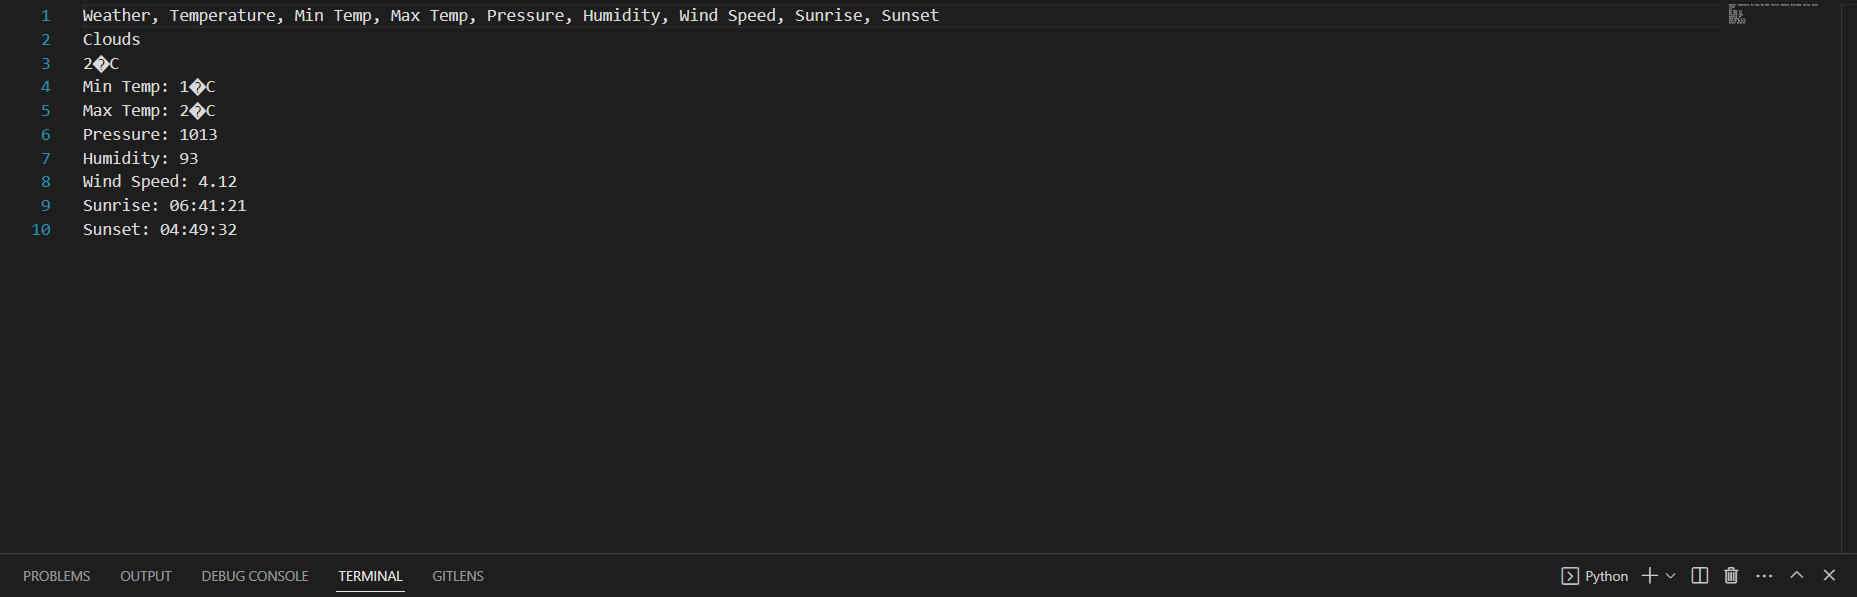 1 Weather, Temperature, Min Temp, Max Temp, Pressure, Humidity, Wind Speed, Sunrise, Sunset
2 Clouds
3 2�C
4 Min Temp: 1�C
5 Max Temp: 2�C
6 Pressure: 1013
7 Humidity: 93
8 Wind Speed: 4.12
9 Sunrise: 06:41:21
10 Sunset: 04:49:32
PROBLEMS OUTPUT DEBUG CONSOLE TERMINAL GITLENS Python